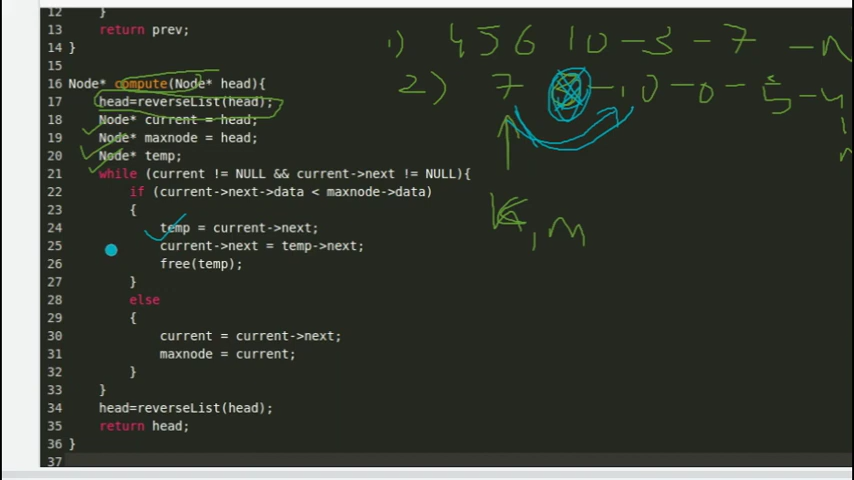 12 }
13 return prev;
14 }
15
16 Node* compute(Node* head){
17 head=reverseList(head);
18 Node* current = head;
19 Node* maxnode = head;
20 Node* temp;
21 while (current != NULL && current->next != NULL){
22 if (current->next->data < maxnode->data)
23 {
24 temp = current->next;
25 current->next = temp->next;
26 free(temp);
27 }
28 else
29 {
30 current = current->next;
31 maxnode = current;
32 }
33 }
34 head=reverseList(head);
35 return head;
36 }
37
1) 4 5 6 10 - 3 - 7 - n
2) 7 - 10 - 6 - 5 - 4
, m